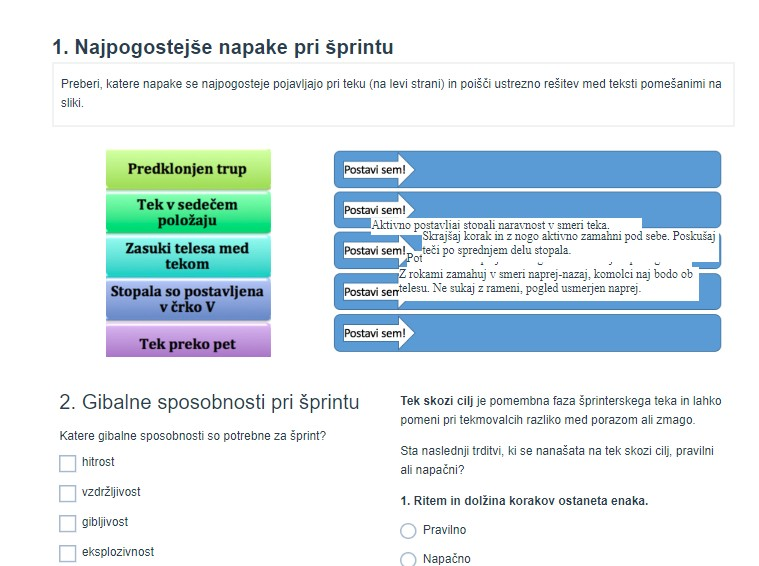 1. Najpogostejše napake pri šprintu
Preberi, katere napake se najpogosteje pojavljajo pri teku (na levi strani) in poišči ustrezno rešitev med teksti pomešanimi na
sliki.
Predklonjen trup
Postavi sem!
Tek v sedečem
položaju
Postavi sem!
Aktivno postavljaj stopali naravnost v smeri teka.
Zasuki telesa med
tekom
Postavi sem!
Skrajšaj korak in z nogo aktivno zamahni pod sebe. Poskušaj
teči po sprednjem delu stopala.
Stopala so postavljena
v črko V
Postavi sem
Z rokami zamahuj v smeri naprej-nazaj, komolci naj bodo ob
telesu. Ne sukaj z rameni, pogled usmerjen naprej.
Tek preko pet
Postavi sem!
2. Gibalne sposobnosti pri šprintu
Katere gibalne sposobnosti so potrebne za šprint?
hitrost
vzdržljivost
gibljivost
eksplozivnost
Tek skozi cilj je pomembna faza šprinterskega teka in lahko
pomeni pri tekmovalcih razliko med porazom ali zmago.
Sta naslednji trditvi, ki se nanašata na tek skozi cilj, pravilni
ali napačni?
1. Ritem in dolžina korakov ostaneta enaka.
Pravilno
Napačno